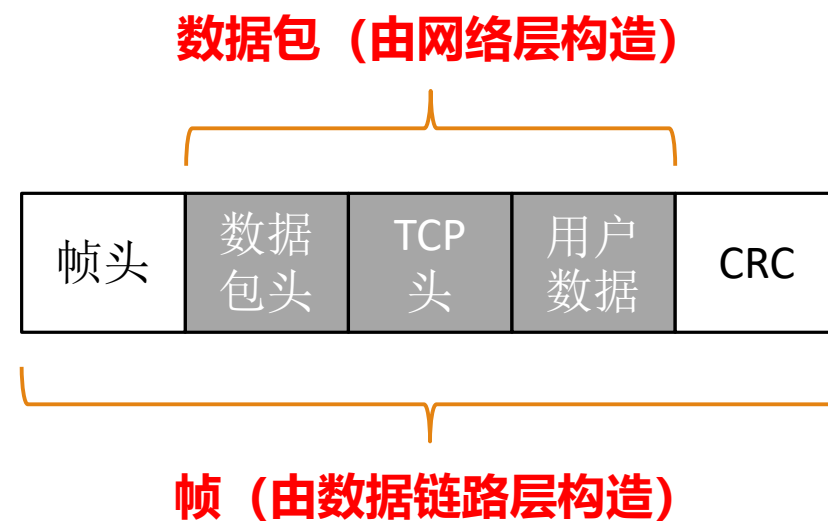 数据包（由网络层构造）
帧头
数据
包头
TCP
头
用户
数据
CRC
帧（由数据链路层构造）